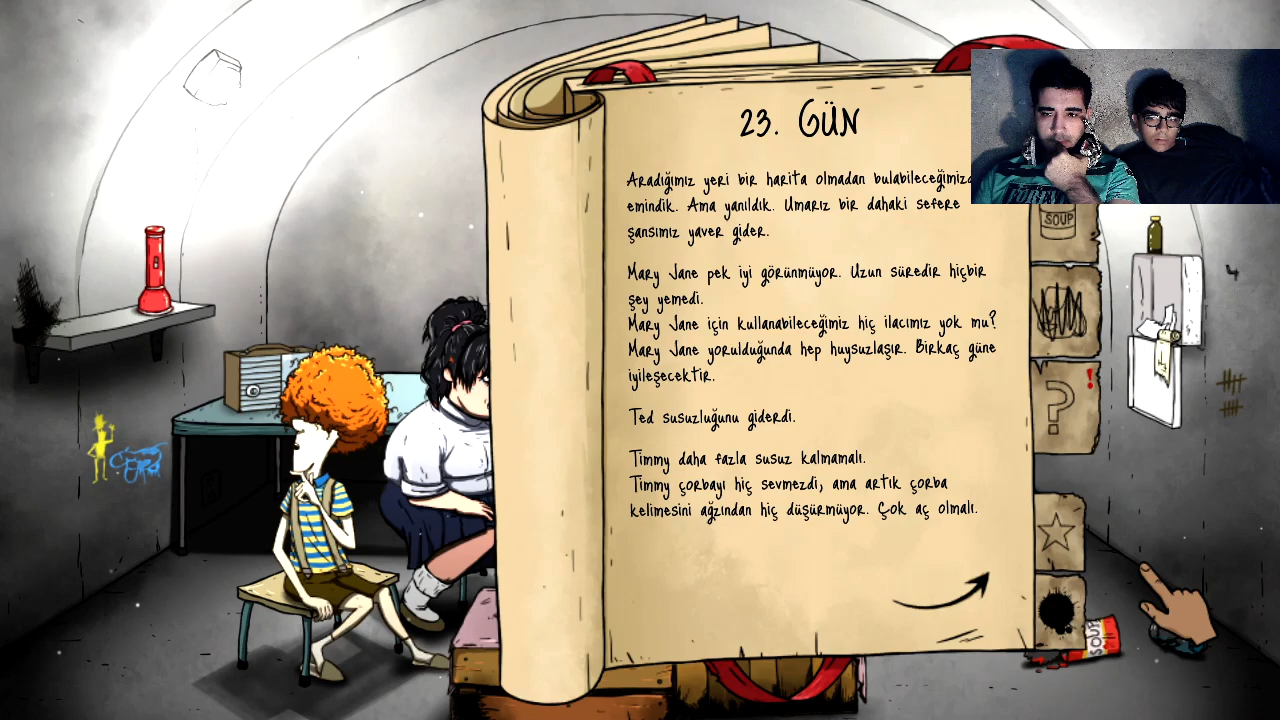 23. GÜN
Aradığımız yeri bir harita olmadan bulabileceğimizd
emindik. Ama yanıldık. Umarız bir dahaki sefere
şansımız yaver gider.
Mary Jane pek iyi görünmüyor. Uzun süredir hiçbir
şey yemedi.
Mary Jane için kullanabileceğimiz hiç ilacımız yok mu?
Mary Jane yorulduğunda hep huysuzlaşır. Birkaç güne
iyileşecektir.
Ted susuzluğunu giderdi.
Timmy daha fazla susuz kalmamalı.
Timmy çorbayı hiç sevmezdi, ama artık çorba
kelimesini ağzından hiç düşürmüyor. Çok aç olmalı.
SOUP
?
!
SOUP